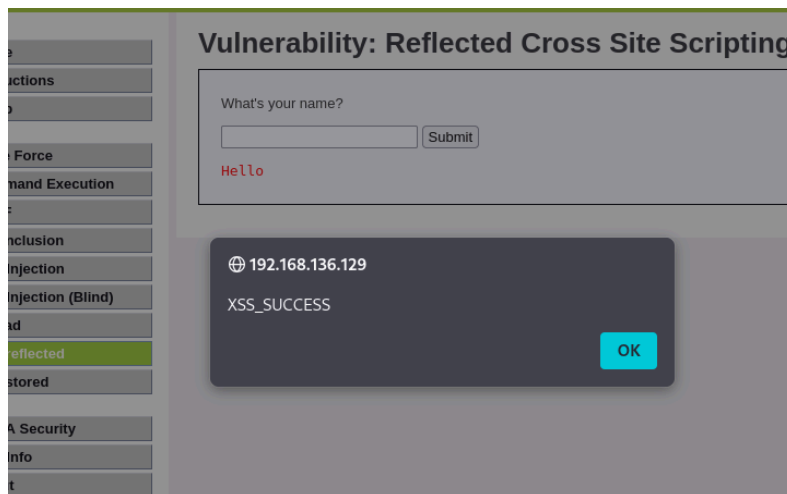 uctions
Force
mand Execution
nclusion
Injection
Injection (Blind)
ad
reflected
stored
A Security
Info
t
Vulnerability: Reflected Cross Site Scripting
What's your name?
Submit
Hello
192.168.136.129
XSS_SUCCESS
OK